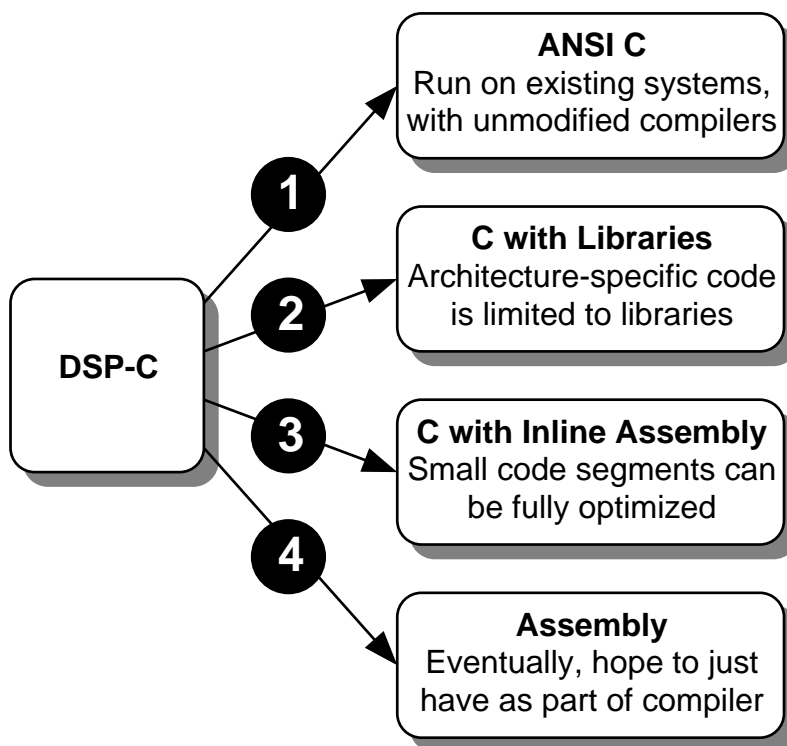 DSP-C
1
ANSI C
Run on existing systems,
with unmodified compilers
2
C with Libraries
Architecture-specific code
is limited to libraries
3
C with Inline Assembly
Small code segments can
be fully optimized
4
Assembly
Eventually, hope to just
have as part of compiler